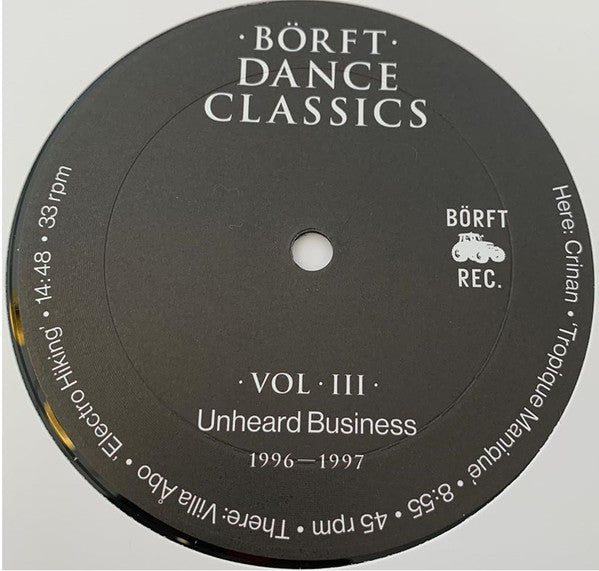 · BÖRFT ·
DANCE
CLASSICS
BÖRFT
REC.
· VOL · III ·
Unheard Business
1996—1997
Here: Crinan • 'Tropique Manique' • 8:55 • 45 rpm • There: Villa Åbo • 'Electro Hiking' • 14:48 • 33 rpm